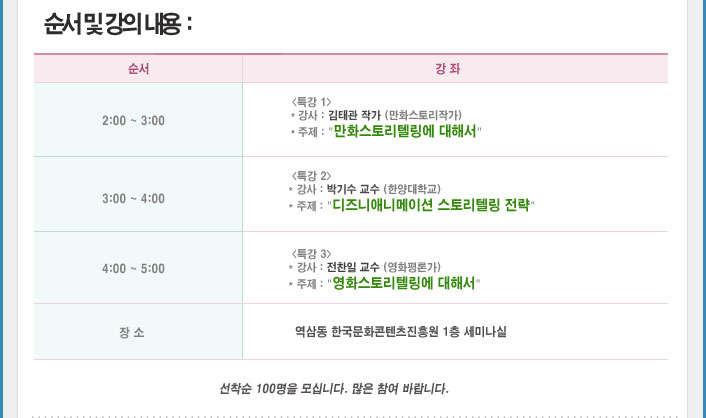 순서 및 강의 내용 :
순서
강 좌
2:00 ~ 3:00
<특강 1>
* 강사 : 김태관 작가 (만화스토리작가)
* 주제 : "만화스토리텔링에 대해서"
3:00 ~ 4:00
<특강 2>
* 강사 : 박기수 교수 (한양대학교)
* 주제 : "디즈니애니메이션 스토리텔링 전략"
4:00 ~ 5:00
<특강 3>
* 강사 : 전찬일 교수 (영화평론가)
* 주제 : "영화스토리텔링에 대해서"
장 소
역삼동 한국문화콘텐츠진흥원 1층 세미나실
선착순 100명을 모십니다. 많은 참여 바랍니다.